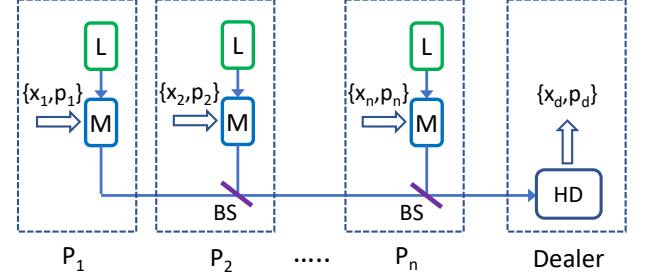 L L L
{x1,p1} {x2,p2} {xn,pn} {xd,pd}
M M M
HD
BS BS
P1 P2 ..... Pn Dealer